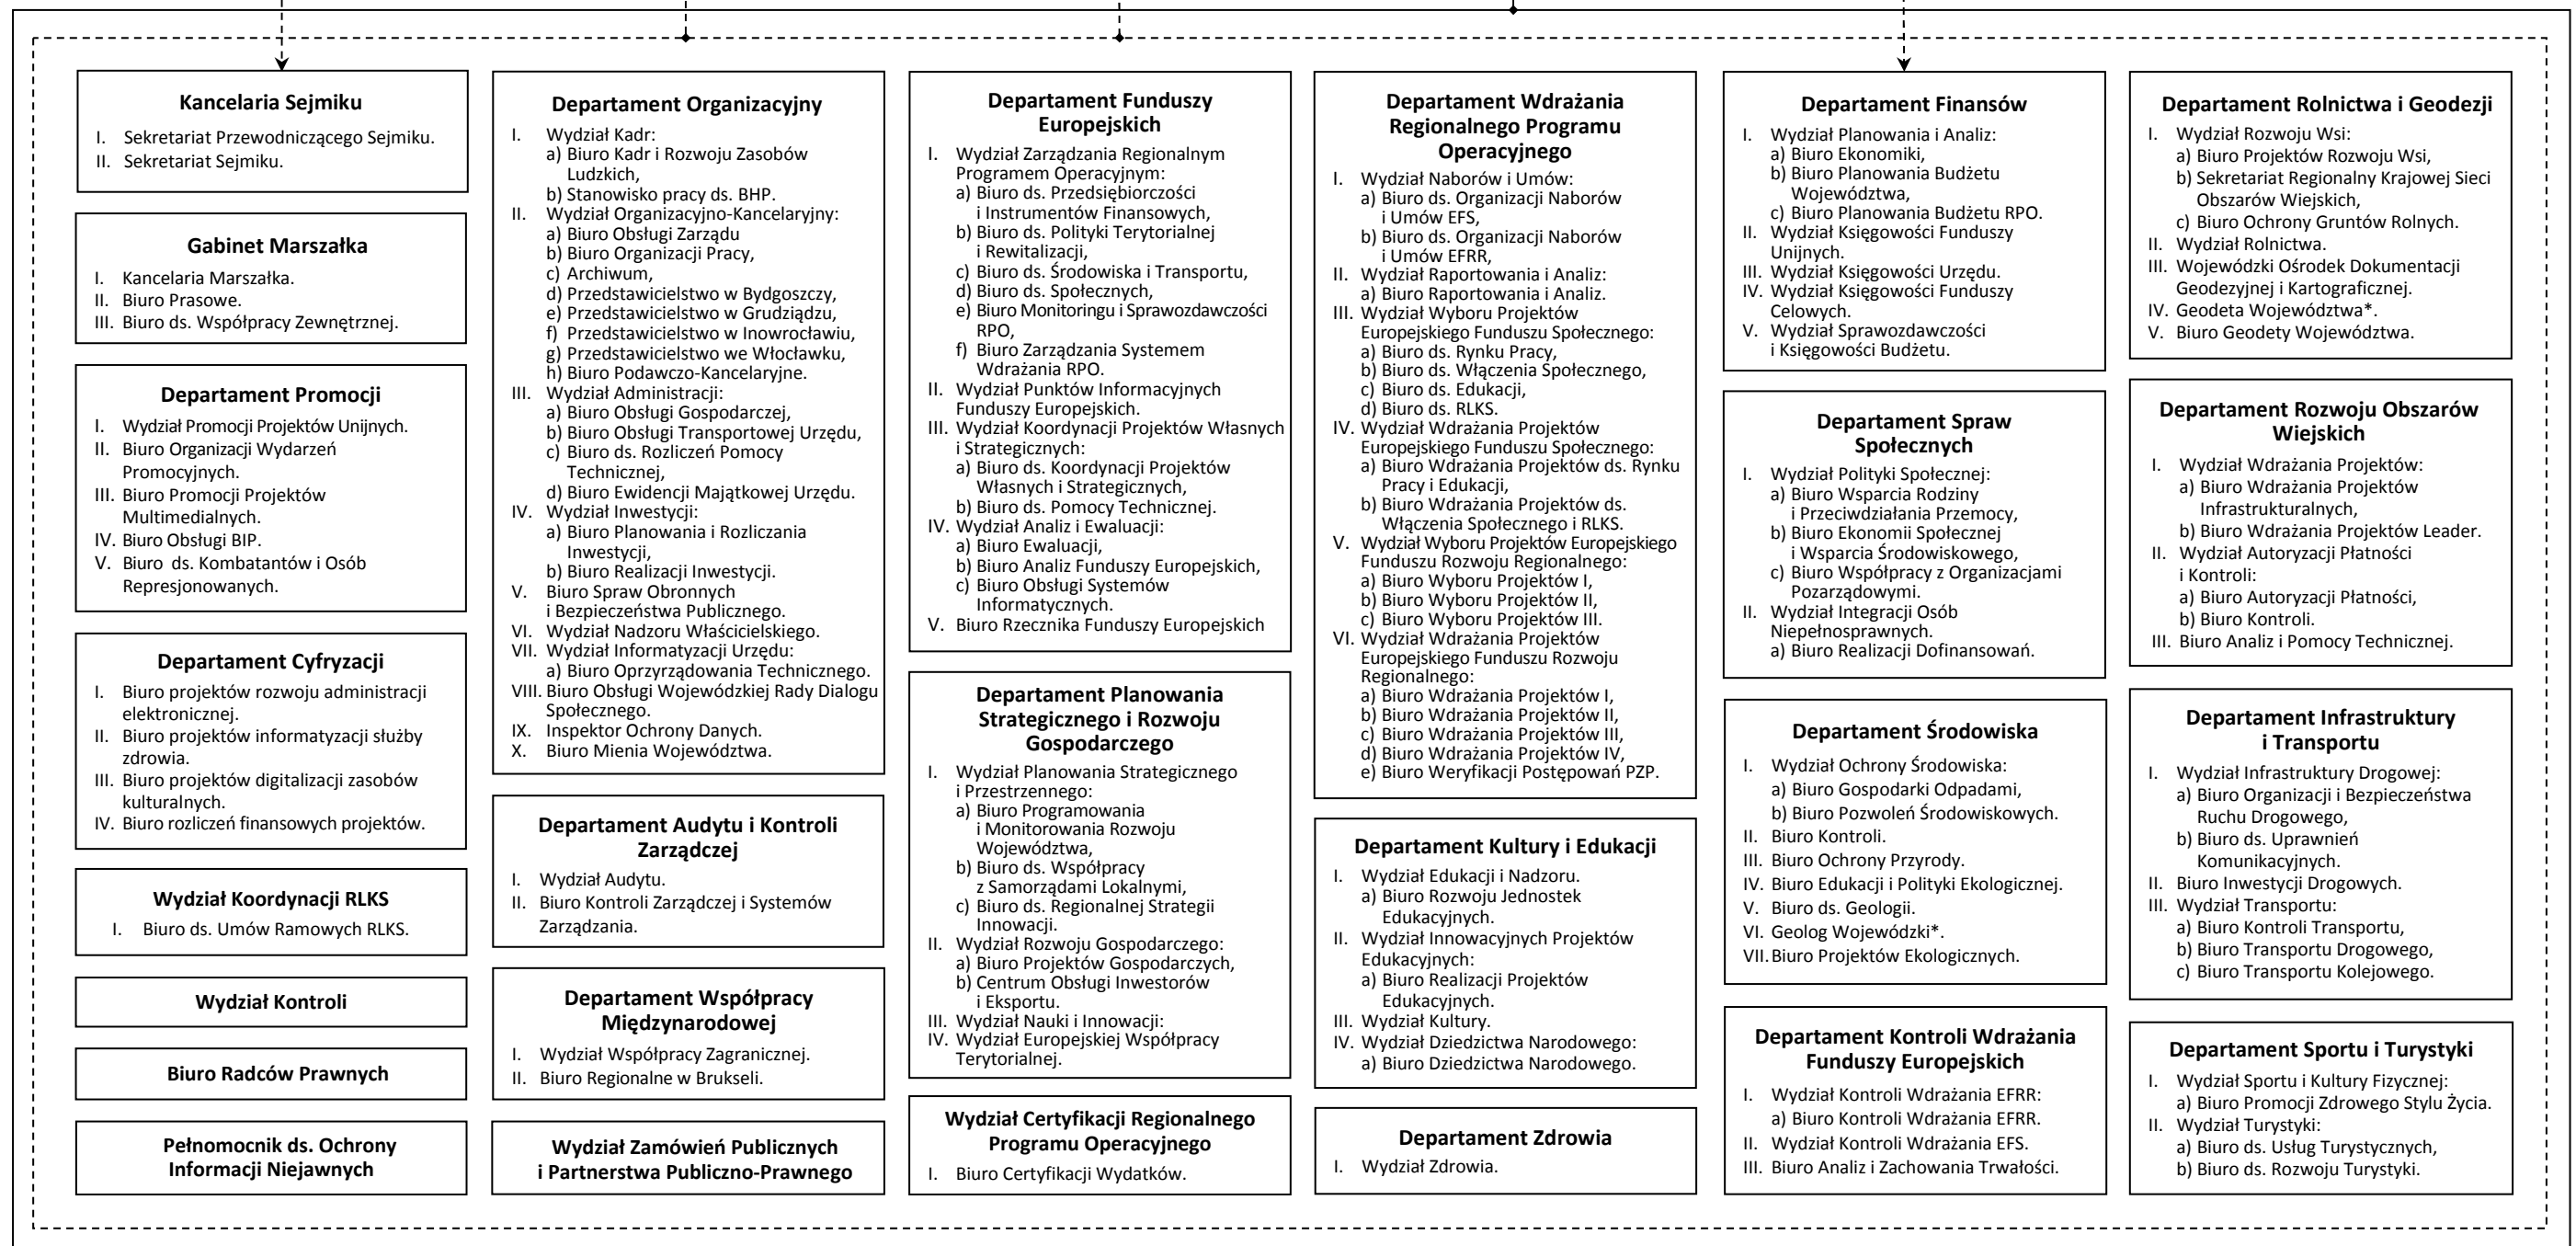 Kancelaria Sejmiku
I. Sekretariat Przewodniczącego Sejmiku.
II. Sekretariat Sejmiku.
Gabinet Marszałka
I. Kancelaria Marszałka.
II. Biuro Prasowe.
III. Biuro ds. Współpracy Zewnętrznej.
Departament Promocji
I. Wydział Promocji Projektów Unijnych.
II. Biuro Organizacji Wydarzeń
Promocyjnych.
III. Biuro Promocji Projektów
Multimedialnych.
IV. Biuro Obsługi BIP.
V. Biuro ds. Kombatantów i Osób
Represjonowanych.
Departament Cyfryzacji
I. Biuro projektów rozwoju administracji
elektronicznej.
II. Biuro projektów informatyzacji służby
zdrowia.
III. Biuro projektów digitalizacji zasobów
kulturalnych.
IV. Biuro rozliczeń finansowych projektów.
Wydział Koordynacji RLKS
I. Biuro ds. Umów Ramowych RLKS.
Wydział Kontroli
Biuro Radców Prawnych
Pełnomocnik ds. Ochrony
Informacji Niejawnych
Departament Organizacyjny
I. Wydział Kadr:
a) Biuro Kadr i Rozwoju Zasobów
Ludzkich,
b) Stanowisko pracy ds. BHP.
II. Wydział Organizacyjno-Kancelaryjny:
a) Biuro Obsługi Zarządu
b) Biuro Organizacji Pracy,
c) Archiwum,
d) Przedstawicielstwo w Bydgoszczy,
e) Przedstawicielstwo w Grudziądzu,
f) Przedstawicielstwo w Inowrocławiu,
g) Przedstawicielstwo we Włocławku,
h) Biuro Podawczo-Kancelaryjne.
III. Wydział Administracji:
a) Biuro Obsługi Gospodarczej,
b) Biuro Obsługi Transportowej Urzędu,
c) Biuro ds. Rozliczeń Pomocy
Technicznej,
d) Biuro Ewidencji Majątkowej Urzędu.
IV. Wydział Inwestycji:
a) Biuro Planowania i Rozliczania
Inwestycji,
b) Biuro Realizacji Inwestycji.
V. Biuro Spraw Obronnych
i Bezpieczeństwa Publicznego.
VI. Wydział Nadzoru Właścicielskiego.
VII. Wydział Informatyzacji Urzędu:
a) Biuro Oprzyrządowania Technicznego.
VIII. Biuro Obsługi Wojewódzkiej Rady Dialogu
Społecznego.
IX. Inspektor Ochrony Danych.
X. Biuro Mienia Województwa.
Departament Audytu i Kontroli
Zarządczej
I. Wydział Audytu.
II. Biuro Kontroli Zarządczej i Systemów
Zarządzania.
Departament Współpracy
Międzynarodowej
I. Wydział Współpracy Zagranicznej.
II. Biuro Regionalne w Brukseli.
Wydział Zamówień Publicznych
i Partnerstwa Publiczno-Prawnego
Departament Funduszy
Europejskich
I. Wydział Zarządzania Regionalnym
Programem Operacyjnym:
a) Biuro ds. Przedsiębiorczości
i Instrumentów Finansowych,
b) Biuro ds. Polityki Terytorialnej
i Rewitalizacji,
c) Biuro ds. Środowiska i Transportu,
d) Biuro ds. Społecznych,
e) Biuro Monitoringu i Sprawozdawczości
RPO,
f) Biuro Zarządzania Systemem
Wdrażania RPO.
II. Wydział Punktów Informacyjnych
Funduszy Europejskich.
III. Wydział Koordynacji Projektów Własnych
i Strategicznych:
a) Biuro ds. Koordynacji Projektów
Własnych i Strategicznych,
b) Biuro ds. Pomocy Technicznej.
IV. Wydział Analiz i Ewaluacji:
a) Biuro Ewaluacji,
b) Biuro Analiz Funduszy Europejskich,
c) Biuro Obsługi Systemów
Informatycznych.
V. Biuro Rzecznika Funduszy Europejskich
Departament Planowania
Strategicznego i Rozwoju
Gospodarczego
I. Wydział Planowania Strategicznego
i Przestrzennego:
a) Biuro Programowania
i Monitorowania Rozwoju
Województwa,
b) Biuro ds. Współpracy
z Samorządami Lokalnymi,
c) Biuro ds. Regionalnej Strategii
Innowacji.
II. Wydział Rozwoju Gospodarczego:
a) Biuro Projektów Gospodarczych,
b) Centrum Obsługi Inwestorów
i Eksportu.
III. Wydział Nauki i Innowacji:
IV. Wydział Europejskiej Współpracy
Terytorialnej.
Wydział Certyfikacji Regionalnego
Programu Operacyjnego
I. Biuro Certyfikacji Wydatków.
Departament Wdrażania
Regionalnego Programu
Operacyjnego
I. Wydział Naborów i Umów:
a) Biuro ds. Organizacji Naborów
i Umów EFS,
b) Biuro ds. Organizacji Naborów
i Umów EFRR,
II. Wydział Raportowania i Analiz:
a) Biuro Raportowania i Analiz.
III. Wydział Wyboru Projektów
Europejskiego Funduszu Społecznego:
a) Biuro ds. Rynku Pracy,
b) Biuro ds. Włączenia Społecznego,
c) Biuro ds. Edukacji,
d) Biuro ds. RLKS.
IV. Wydział Wdrażania Projektów
Europejskiego Funduszu Społecznego:
a) Biuro Wdrażania Projektów ds. Rynku
Pracy i Edukacji,
b) Biuro Wdrażania Projektów ds.
Włączenia Społecznego i RLKS.
V. Wydział Wyboru Projektów Europejskiego
Funduszu Rozwoju Regionalnego:
a) Biuro Wyboru Projektów I,
b) Biuro Wyboru Projektów II,
c) Biuro Wyboru Projektów III.
VI. Wydział Wdrażania Projektów
Europejskiego Funduszu Rozwoju
Regionalnego:
a) Biuro Wdrażania Projektów I,
b) Biuro Wdrażania Projektów II,
c) Biuro Wdrażania Projektów III,
d) Biuro Wdrażania Projektów IV,
e) Biuro Weryfikacji Postępowań PZP.
Departament Kultury i Edukacji
I. Wydział Edukacji i Nadzoru.
a) Biuro Rozwoju Jednostek
Edukacyjnych.
II. Wydział Innowacyjnych Projektów
Edukacyjnych:
a) Biuro Realizacji Projektów
Edukacyjnych.
III. Wydział Kultury.
IV. Wydział Dziedzictwa Narodowego:
a) Biuro Dziedzictwa Narodowego.
Departament Zdrowia
I. Wydział Zdrowia.
Departament Finansów
I. Wydział Planowania i Analiz:
a) Biuro Ekonomiki,
b) Biuro Planowania Budżetu
Województwa,
c) Biuro Planowania Budżetu RPO.
II. Wydział Księgowości Funduszy
Unijnych.
III. Wydział Księgowości Urzędu.
IV. Wydział Księgowości Funduszy
Celowych.
V. Wydział Sprawozdawczości
i Księgowości Budżetu.
Departament Spraw
Społecznych
I. Wydział Polityki Społecznej:
a) Biuro Wsparcia Rodziny
i Przeciwdziałania Przemocy,
b) Biuro Ekonomii Społecznej
i Wsparcia Środowiskowego,
c) Biuro Współpracy z Organizacjami
Pozarządowymi.
II. Wydział Integracji Osób
Niepełnosprawnych.
a) Biuro Realizacji Dofinansowań.
Departament Środowiska
I. Wydział Ochrony Środowiska:
a) Biuro Gospodarki Odpadami,
b) Biuro Pozwoleń Środowiskowych.
II. Biuro Kontroli.
III. Biuro Ochrony Przyrody.
IV. Biuro Edukacji i Polityki Ekologicznej.
V. Biuro ds. Geologii.
VI. Geolog Wojewódzki*.
VII. Biuro Projektów Ekologicznych.
Departament Kontroli Wdrażania
Funduszy Europejskich
I. Wydział Kontroli Wdrażania EFRR:
a) Biuro Kontroli Wdrażania EFRR.
II. Wydział Kontroli Wdrażania EFS.
III. Biuro Analiz i Zachowania Trwałości.
Departament Rolnictwa i Geodezji
I. Wydział Rozwoju Wsi:
a) Biuro Projektów Rozwoju Wsi,
b) Sekretariat Regionalny Krajowej Sieci
Obszarów Wiejskich,
c) Biuro Ochrony Gruntów Rolnych.
II. Wydział Rolnictwa.
III. Wojewódzki Ośrodek Dokumentacji
Geodezyjnej i Kartograficznej.
IV. Geodeta Województwa*.
V. Biuro Geodety Województwa.
Departament Rozwoju Obszarów
Wiejskich
I. Wydział Wdrażania Projektów:
a) Biuro Wdrażania Projektów
Infrastrukturalnych,
b) Biuro Wdrażania Projektów Leader.
II. Wydział Autoryzacji Płatności
i Kontroli:
a) Biuro Autoryzacji Płatności,
b) Biuro Kontroli.
III. Biuro Analiz i Pomocy Technicznej.
Departament Infrastruktury
i Transportu
I. Wydział Infrastruktury Drogowej:
a) Biuro Organizacji i Bezpieczeństwa
Ruchu Drogowego,
b) Biuro ds. Uprawnień
Komunikacyjnych.
II. Biuro Inwestycji Drogowych.
III. Wydział Transportu:
a) Biuro Kontroli Transportu,
b) Biuro Transportu Drogowego,
c) Biuro Transportu Kolejowego.
Departament Sportu i Turystyki
I. Wydział Sportu i Kultury Fizycznej:
a) Biuro Promocji Zdrowego Stylu Życia.
II. Wydział Turystyki:
a) Biuro ds. Usług Turystycznych,
b) Biuro ds. Rozwoju Turystyki.